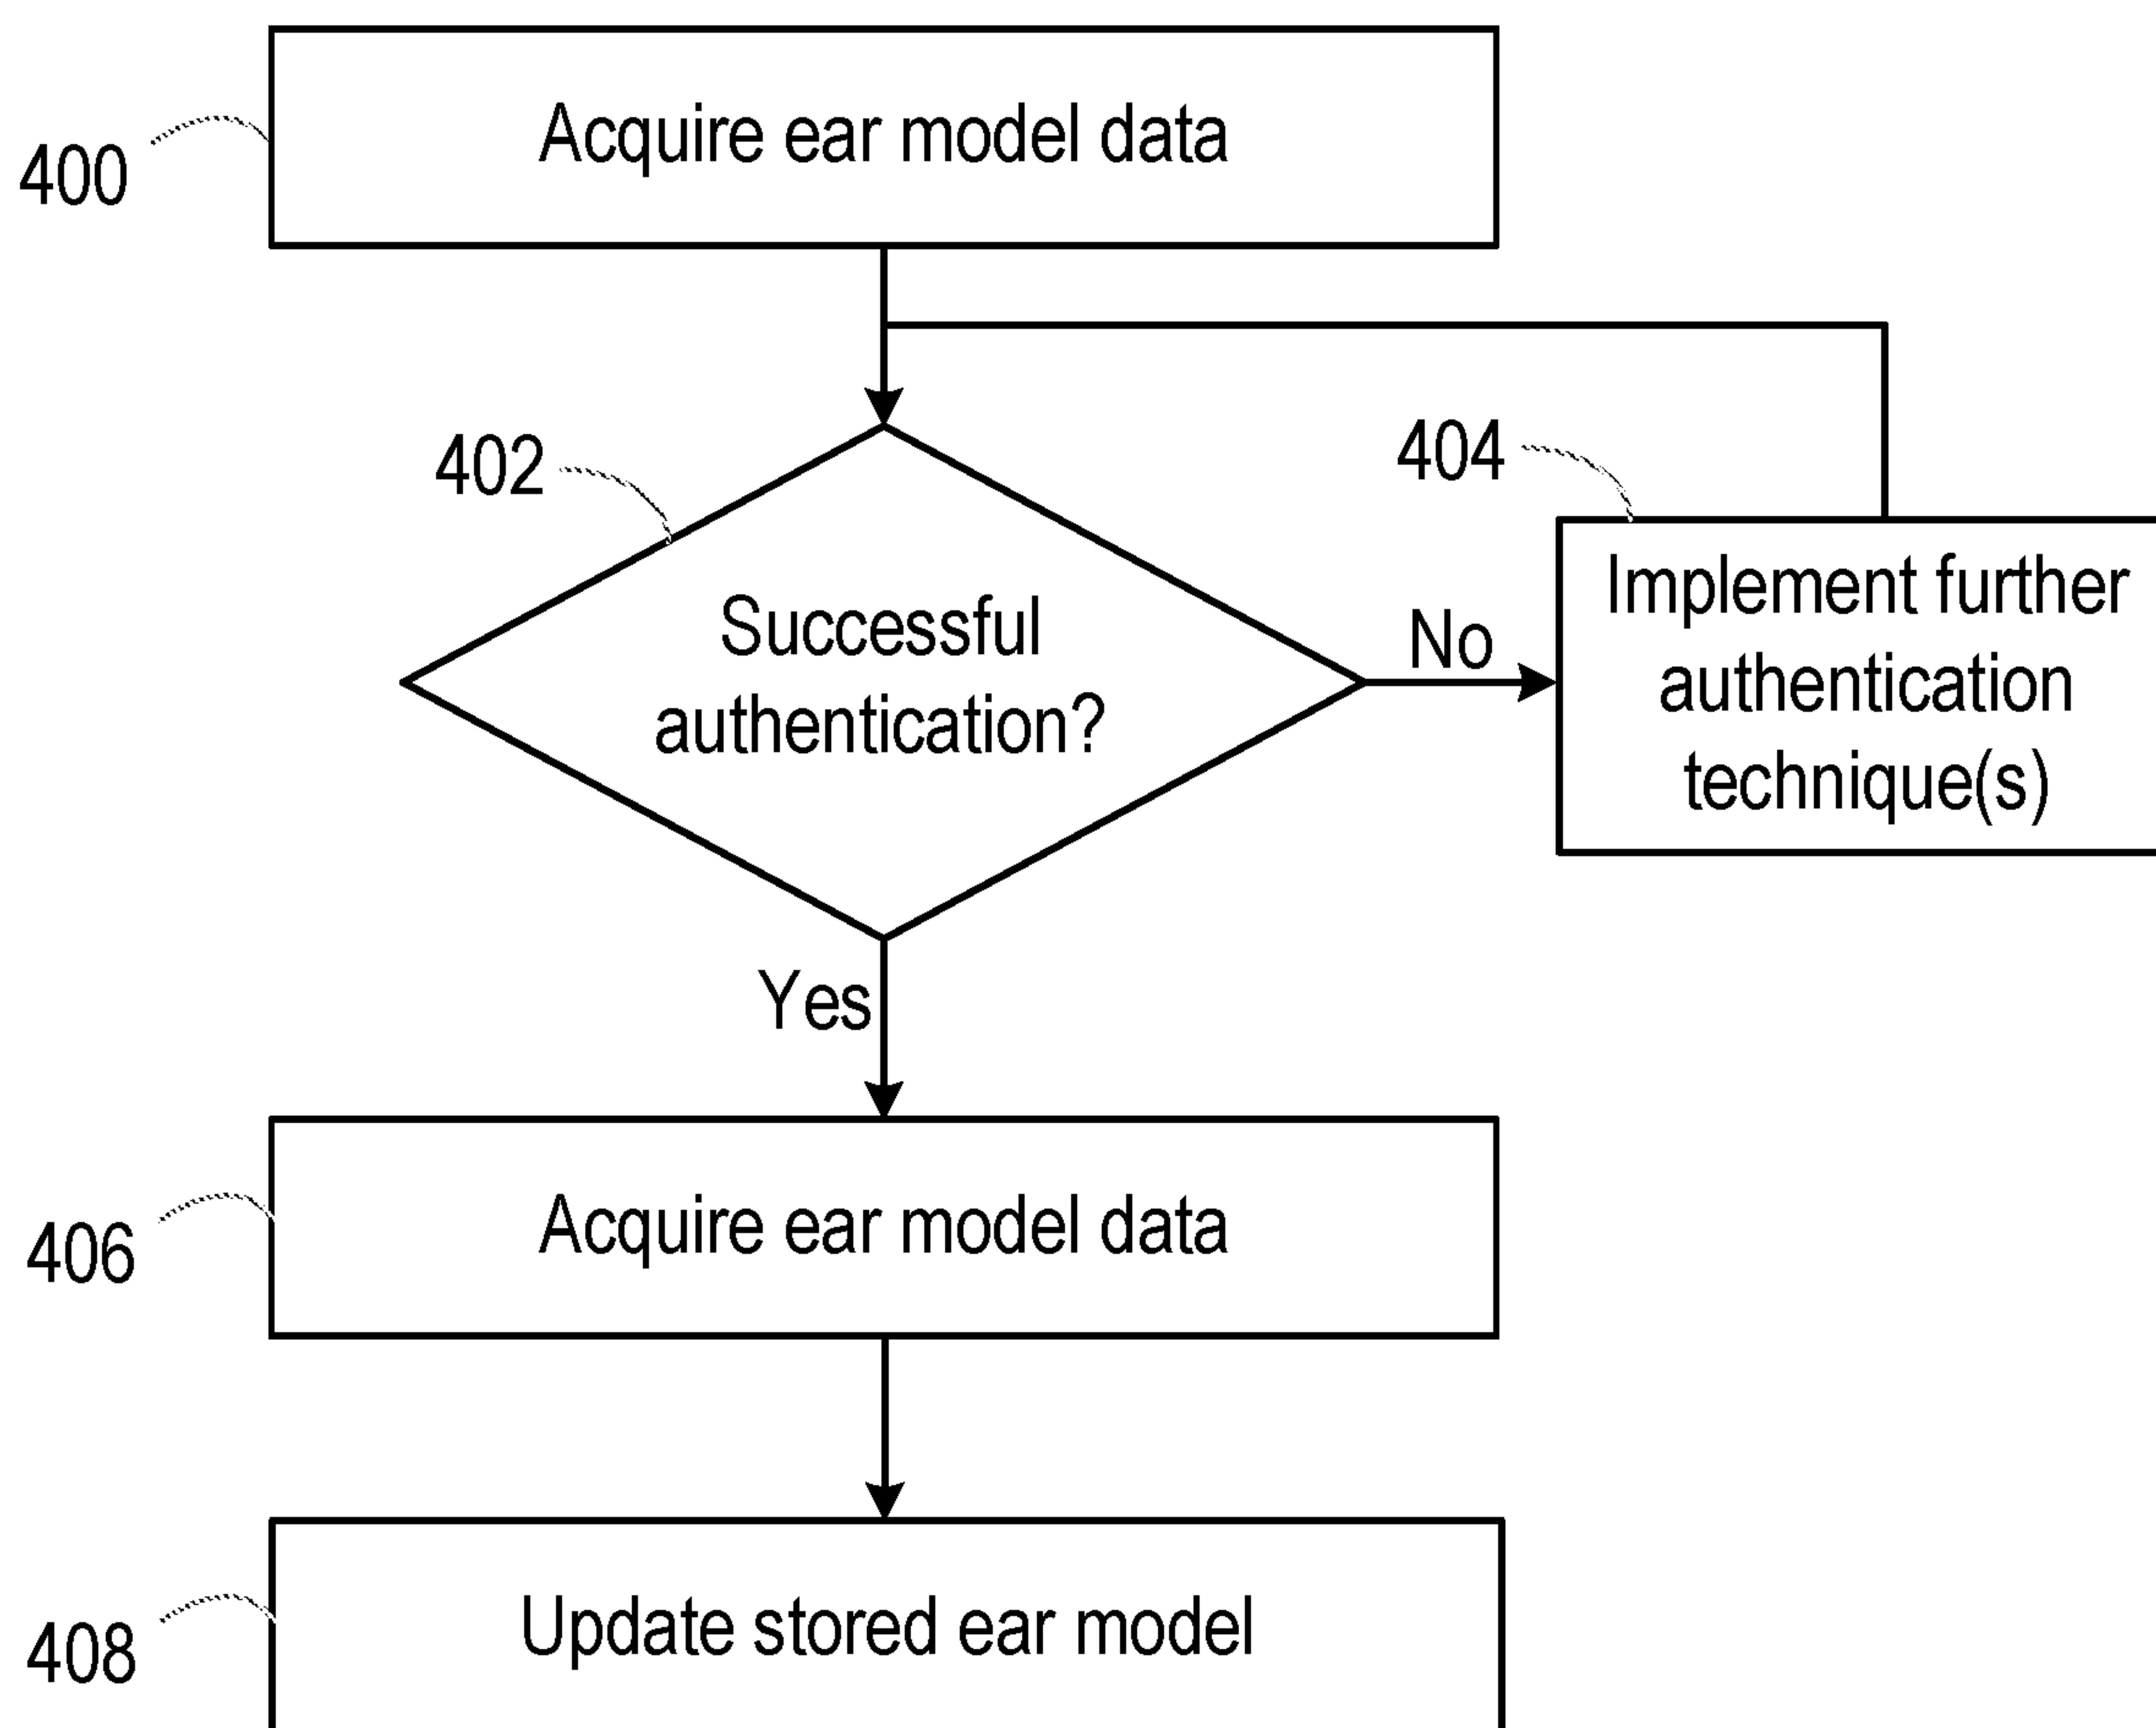 Acquire ear model data
400
402
404
Successful
authentication?
No
Implement further
authentication
technique(s)
Yes
Acquire ear model data
406
Update stored ear model
408